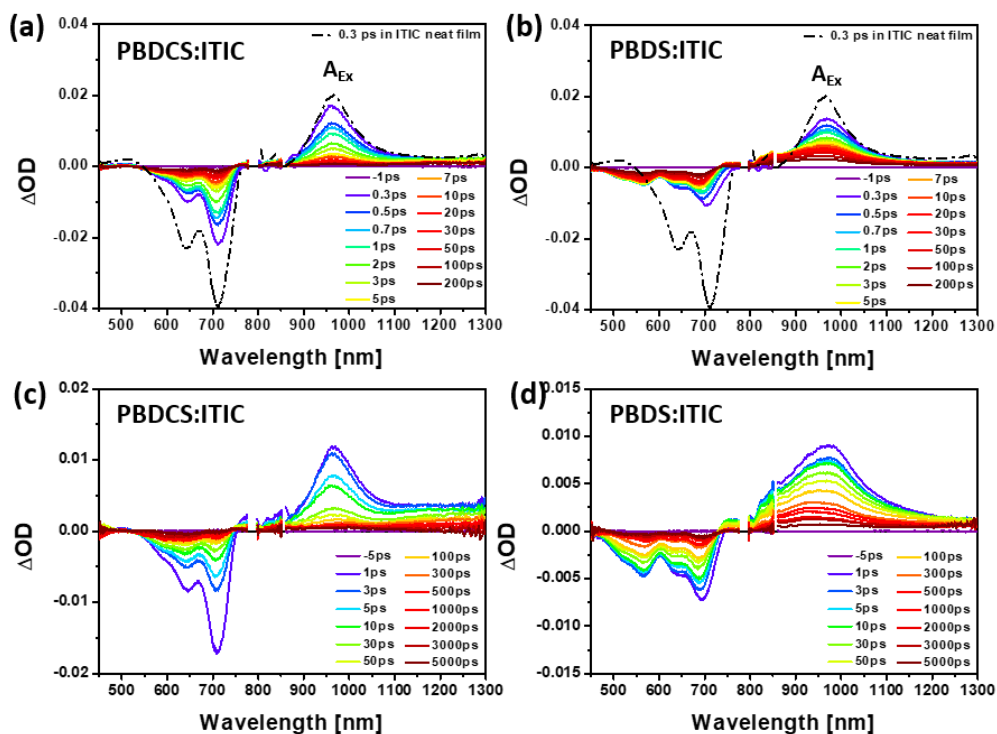 (a)
PBDCS:ITIC
0.3 ps in ITIC neat film
A_Ex
0.04
0.02
0.00
-0.02
-0.04
ΔOD
-1ps 7ps
0.3ps 10ps
0.5ps 20ps
0.7ps 30ps
1ps 50ps
2ps 100ps
3ps 200ps
5ps
500 600 700 800 900 1000 1100 1200 1300
Wavelength [nm]
(b)
PBDS:ITIC
0.3 ps in ITIC neat film
A_Ex
0.04
0.02
0.00
-0.02
-0.04
ΔOD
-1ps 7ps
0.3ps 10ps
0.5ps 20ps
0.7ps 30ps
1ps 50ps
2ps 100ps
3ps 200ps
5ps
500 600 700 800 900 1000 1100 1200 1300
Wavelength [nm]
(c)
PBDCS:ITIC
0.02
0.01
0.00
-0.01
-0.02
ΔOD
-5ps 100ps
1ps 300ps
3ps 500ps
5ps 1000ps
10ps 2000ps
30ps 3000ps
50ps 5000ps
500 600 700 800 900 1000 1100 1200 1300
Wavelength [nm]
(d)
PBDS:ITIC
0.015
0.010
0.005
0.000
-0.005
-0.010
-0.015
ΔOD
-5ps 100ps
1ps 300ps
3ps 500ps
5ps 1000ps
10ps 2000ps
30ps 3000ps
50ps 5000ps
500 600 700 800 900 1000 1100 1200 1300
Wavelength [nm]